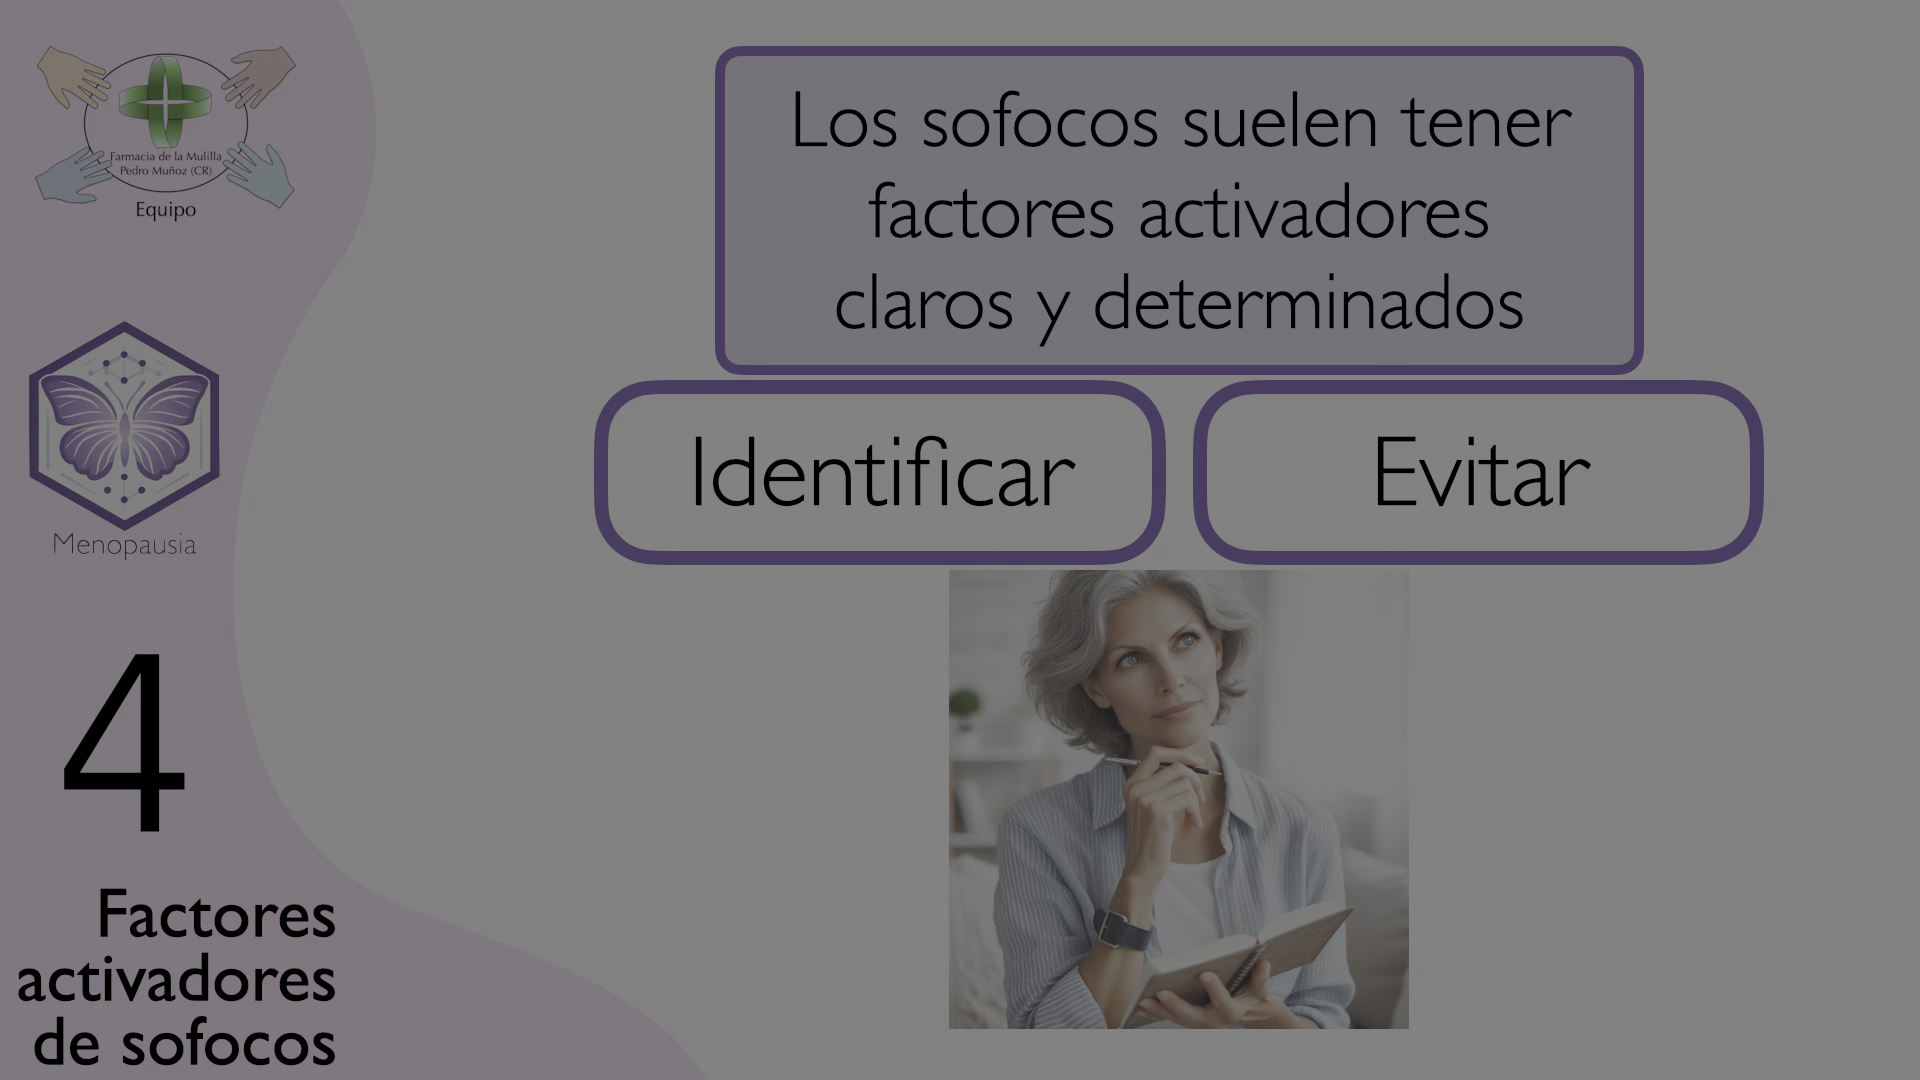 Farmacia de la Mulilla
Pedro Muñoz (CR)
Equipo
Menopausia
4
Factores
activadores
de sofocos
Los sofocos suelen tener
factores activadores
claros y determinados
Identificar
Evitar